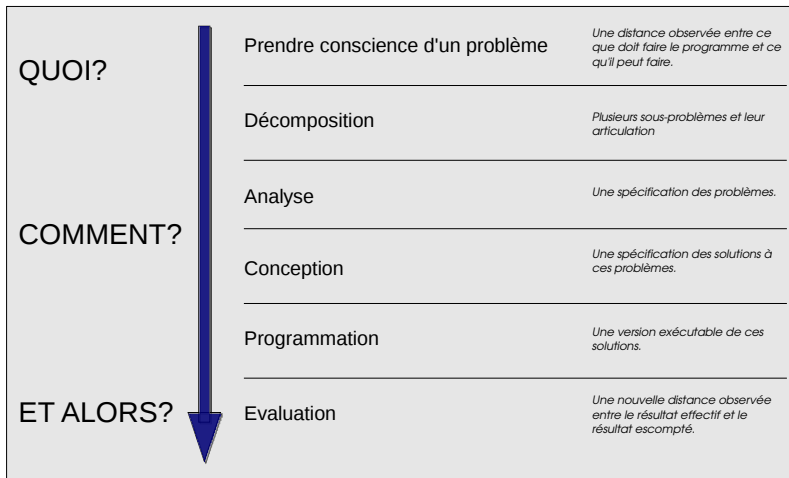 QUOI?
Prendre conscience d'un problème
Une distance observée entre ce
que doit faire le programme et ce
qu'il peut faire.
Décomposition
Plusieurs sous-problèmes et leur
articulation
Analyse
Une spécification des problèmes.
COMMENT?
Conception
Une spécification des solutions à
ces problèmes.
Programmation
Une version exécutable de ces
solutions.
ET ALORS?
Evaluation
Une nouvelle distance observée
entre le résultat effectif et le
résultat escompté.